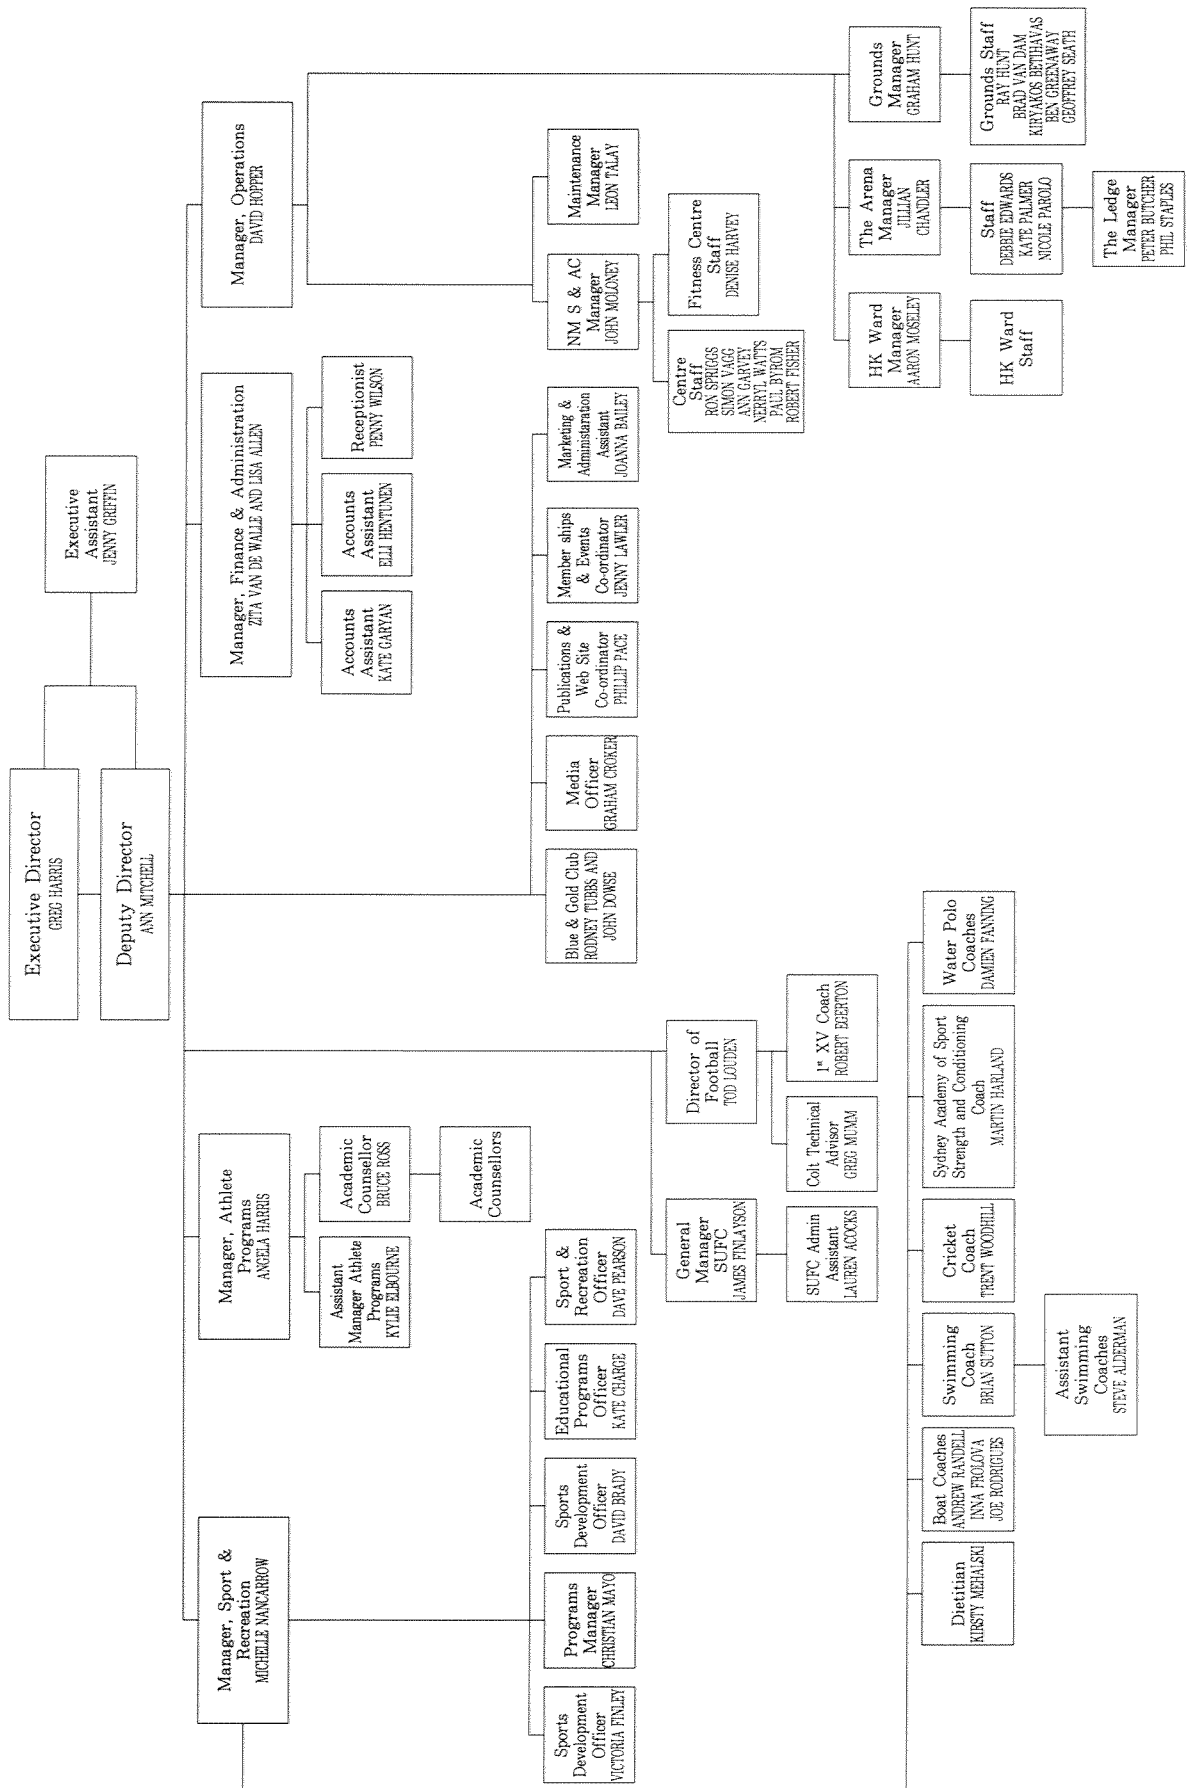 Executive Director
GREG HARRIS
Deputy Director
ANN MITCHELL
Executive
Assistant
JENNY GRIFFIN
Manager, Sport &
Recreation
MICHELLE NANCARROW
Manager, Athlete
Programs
ANGELA HARRIS
Manager, Finance & Administration
ZITA VAN DE WALLE AND LISA ALLEN
Manager, Operations
DAVID HOPPER
Assistant
Manager Athlete
Programs
KYLIE ELBOURNE
Academic
Counsellor
BRUCE ROSS
Accounts
Assistant
KATE GARYAN
Accounts
Assistant
ELLI HENTUNEN
Receptionist
PENNY WILSON
Academic
Counsellors
Sports
Development
Officer
VICTORIA FINLEY
Programs
Manager
CHRISTIAN MAYO
Sports
Development
Officer
DAVID BRADY
Educational
Programs
Officer
KATE CHARGE
Sport &
Recreation
Officer
DAVE PEARSON
Blue & Gold Club
RODNEY TUBBS AND
JOHN DOWSE
Media
Officer
GRAHAM CROKER
Publications &
Web Site
Co-ordinator
PHILLIP PACE
Member ships
& Events
Co-ordinator
JENNY LAWLER
Marketing &
Administaration
Assistant
JOANNA BAILEY
NM S & AC
Manager
JOHN MOLONEY
Maintenance
Manager
LEON TALAY
General
Manager
SUFC
JAMES FINLAYSON
Director of
Football
TOD LOUDEN
Centre
Staff
RON SPRIGGS
SIMON VAGG
ANN GARVEY
NERRYL WATTS
PAUL BYROM
ROBERT FISHER
Fitness Centre
Staff
DENISE HARVEY
SUFC Admin
Assistant
LAUREN ACOCKS
Colt Technical
Advisor
GREG MUMM
1st XV Coach
ROBERT EGERTON
HK Ward
Manager
AARON MOSELEY
The Arena
Manager
JILLIAN
CHANDLER
Grounds
Manager
GRAHAM HUNT
Dietitian
KIRSTY MEHALSKI
Boat Coaches
ANDREW RANDELL
INNA FROLOVA
JOE RODRIGUES
Swimming
Coach
BRIAN SUTTON
Cricket
Coach
TRENT WOODHILL
Sydney Academy of Sport
Strength and Conditioning
Coach
MARTIN HARLAND
Water Polo
Coaches
DAMIEN FANNING
HK Ward
Staff
Staff
DEBBIE EDWARDS
KATE PALMER
NICOLE PAROLO
Grounds Staff
RAY HUNT
BRAD VAN DAM
KIRYAKOS BETIHAVAS
BEN GREENAWAY
GEOFFREY SEATH
Assistant
Swimming
Coaches
STEVE ALDERMAN
The Ledge
Manager
PETER BUTCHER
PHIL STAPLES